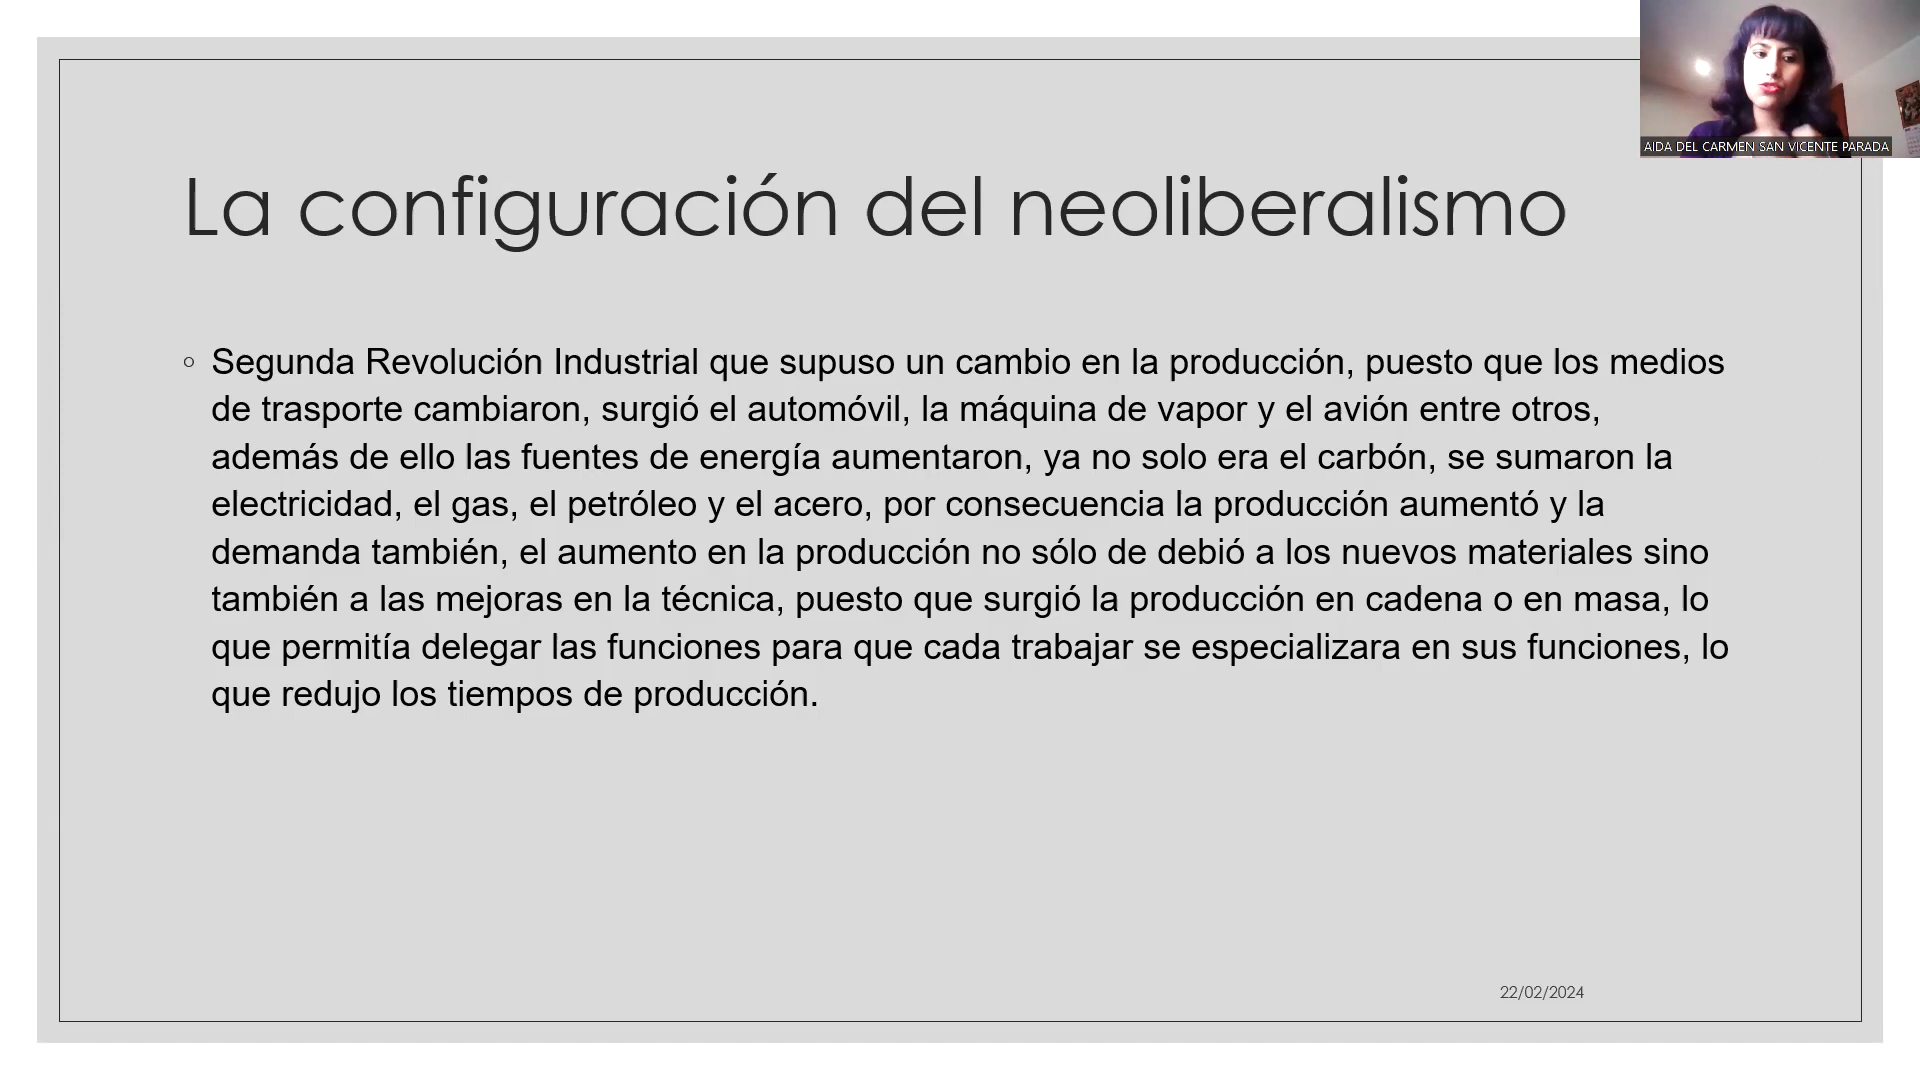 AIDA DEL CARMEN SAN VICENTE PARADA
La configuración del neoliberalismo
Segunda Revolución Industrial que supuso un cambio en la producción, puesto que los medios
de trasporte cambiaron, surgió el automóvil, la máquina de vapor y el avión entre otros,
además de ello las fuentes de energía aumentaron, ya no solo era el carbón, se sumaron la
electricidad, el gas, el petróleo y el acero, por consecuencia la producción aumentó y la
demanda también, el aumento en la producción no sólo de debió a los nuevos materiales sino
también a las mejoras en la técnica, puesto que surgió la producción en cadena o en masa, lo
que permitía delegar las funciones para que cada trabajar se especializara en sus funciones, lo
que redujo los tiempos de producción.
22/02/2024